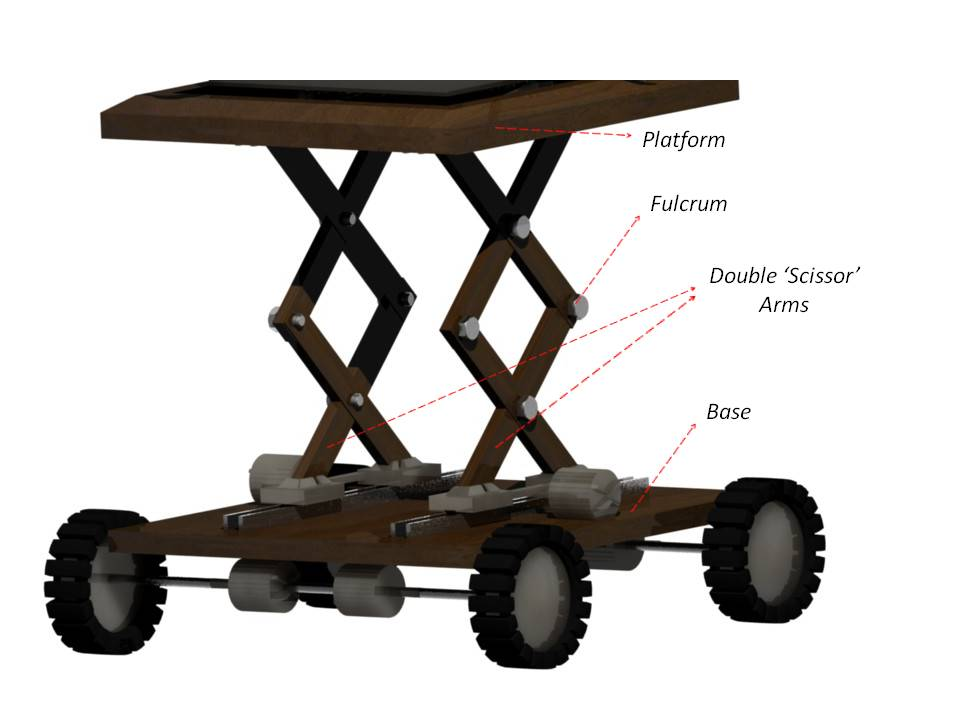 Platform
Fulcrum
Double ‘Scissor’
Arms
Base